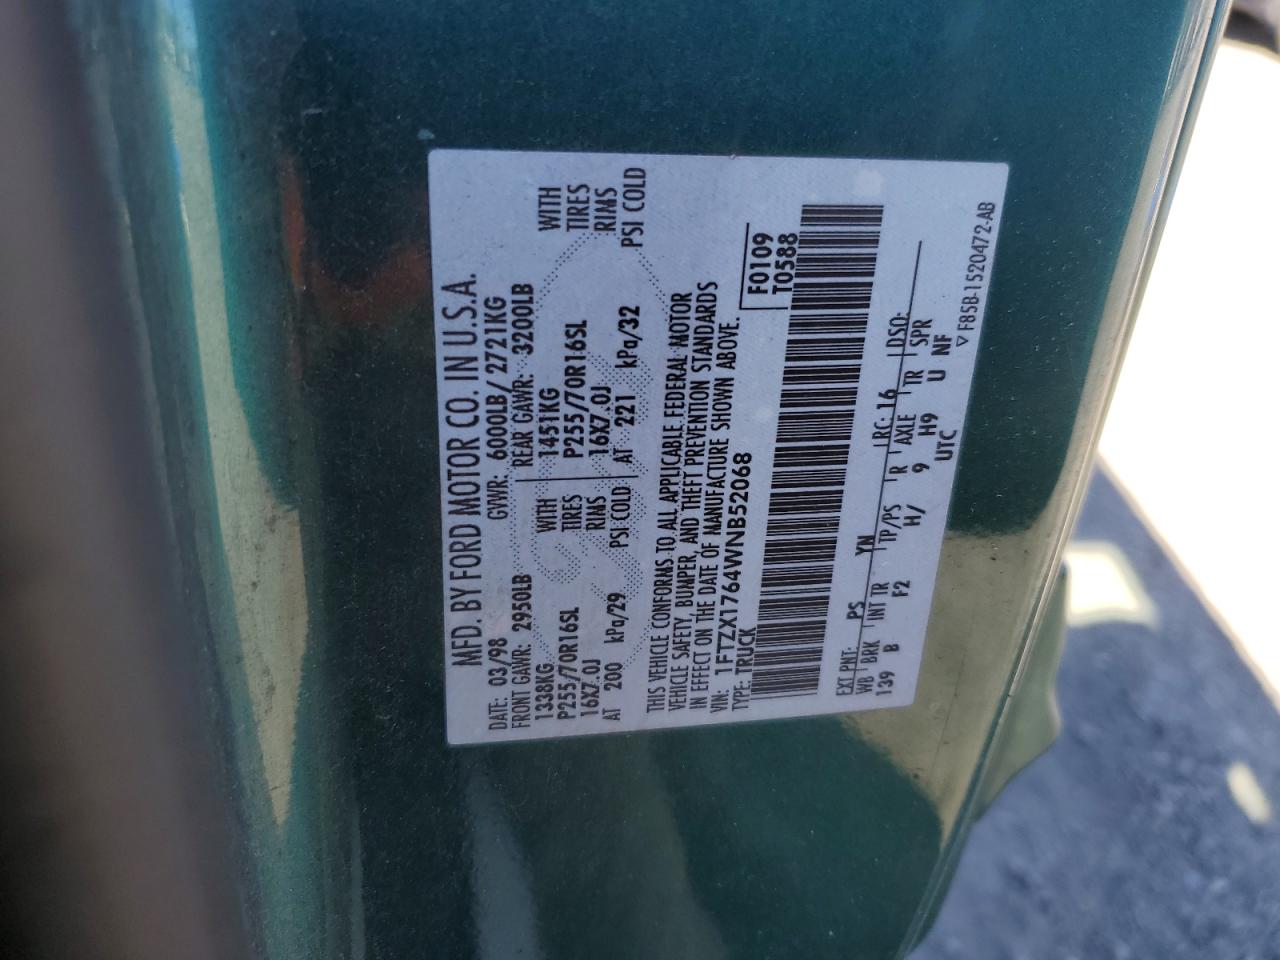 MFD. BY FORD MOTOR CO. IN U.S.A.
DATE: 03/98 GVWR: 6000LB/ 2721KG
FRONT GAWR: 2950LB REAR GAWR: 3200LB
1338KG WITH 1451KG WITH
P255/70R16SL TIRES P255/70R16SL TIRES
16X7.0J RIMS 16X7.0J RIMS
AT 200 kPa/29 PSI COLD AT 221 kPa/32 PSI COLD
THIS VEHICLE CONFORMS TO ALL APPLICABLE FEDERAL MOTOR
VEHICLE SAFETY, BUMPER, AND THEFT PREVENTION STANDARDS
IN EFFECT ON THE DATE OF MANUFACTURE SHOWN ABOVE.
VIN: 1FTZX1764WNB52068 F0109
TYPE: TRUCK T0588
EXT PNT: PS YN RC: 16 DSO:
WB BRK INT TR TP/PS R AXLE TR SPR
139 B F2 H/ 9 H9 U NF
UTC
▽ F85B-1520472-AB